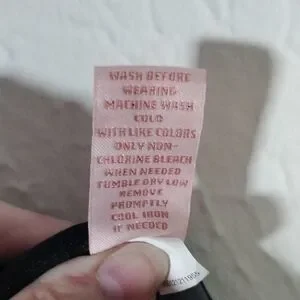 WASH BEFORE
WEARING
MACHINE WASH
COLD
WITH LIKE COLORS
ONLY NON-
CHLORINE BLEACH
WHEN NEEDED
TUMBLE DRY LOW
REMOVE
PROMPTLY
COOL IRON
IF NEEDED